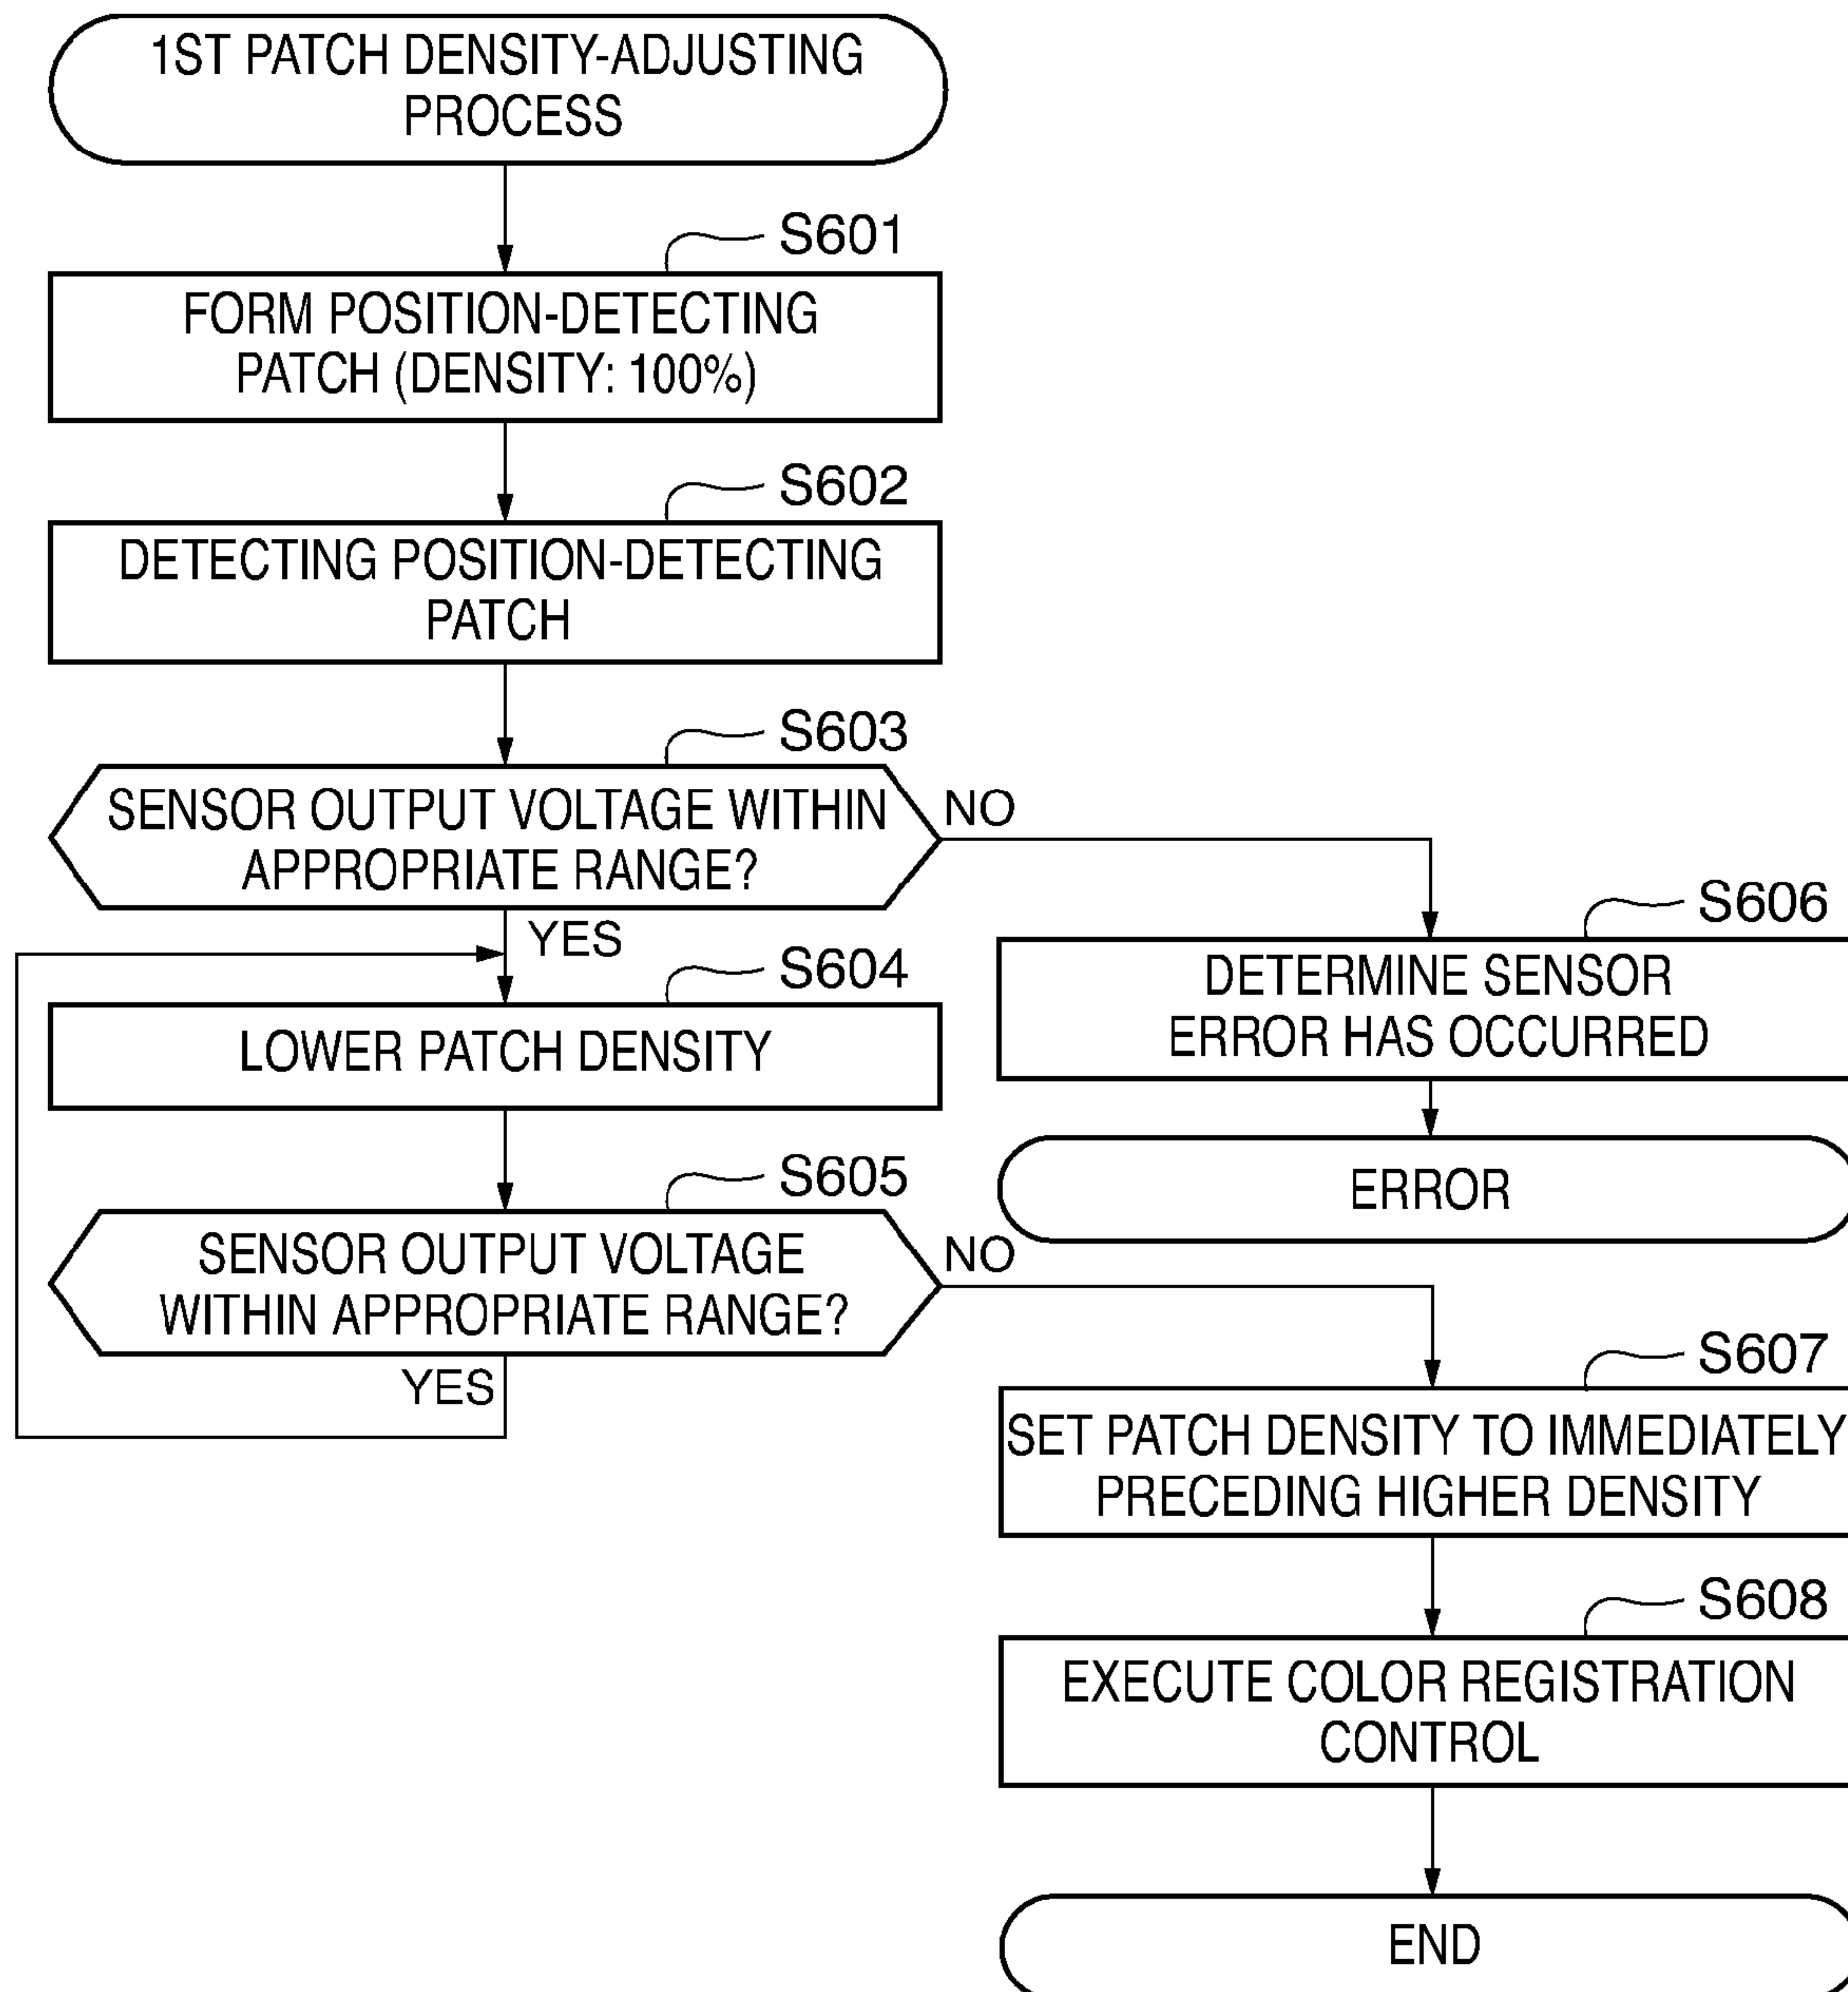 1ST PATCH DENSITY-ADJUSTING
PROCESS
S601
FORM POSITION-DETECTING
PATCH (DENSITY: 100%)
S602
DETECTING POSITION-DETECTING
PATCH
S603
SENSOR OUTPUT VOLTAGE WITHIN
APPROPRIATE RANGE?
NO
YES
S606
DETERMINE SENSOR
ERROR HAS OCCURRED
ERROR
S604
LOWER PATCH DENSITY
S605
SENSOR OUTPUT VOLTAGE
WITHIN APPROPRIATE RANGE?
NO
YES
S607
SET PATCH DENSITY TO IMMEDIATELY
PRECEDING HIGHER DENSITY
S608
EXECUTE COLOR REGISTRATION
CONTROL
END